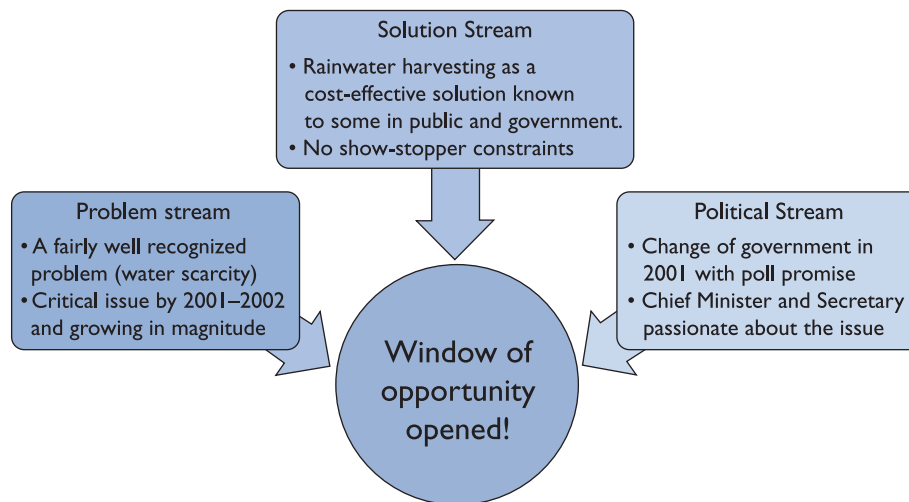 Solution Stream
• Rainwater harvesting as a
cost-effective solution known
to some in public and government.
• No show-stopper constraints
Problem stream
• A fairly well recognized
problem (water scarcity)
• Critical issue by 2001–2002
and growing in magnitude
Political Stream
• Change of government in
2001 with poll promise
• Chief Minister and Secretary
passionate about the issue
Window of
opportunity
opened!